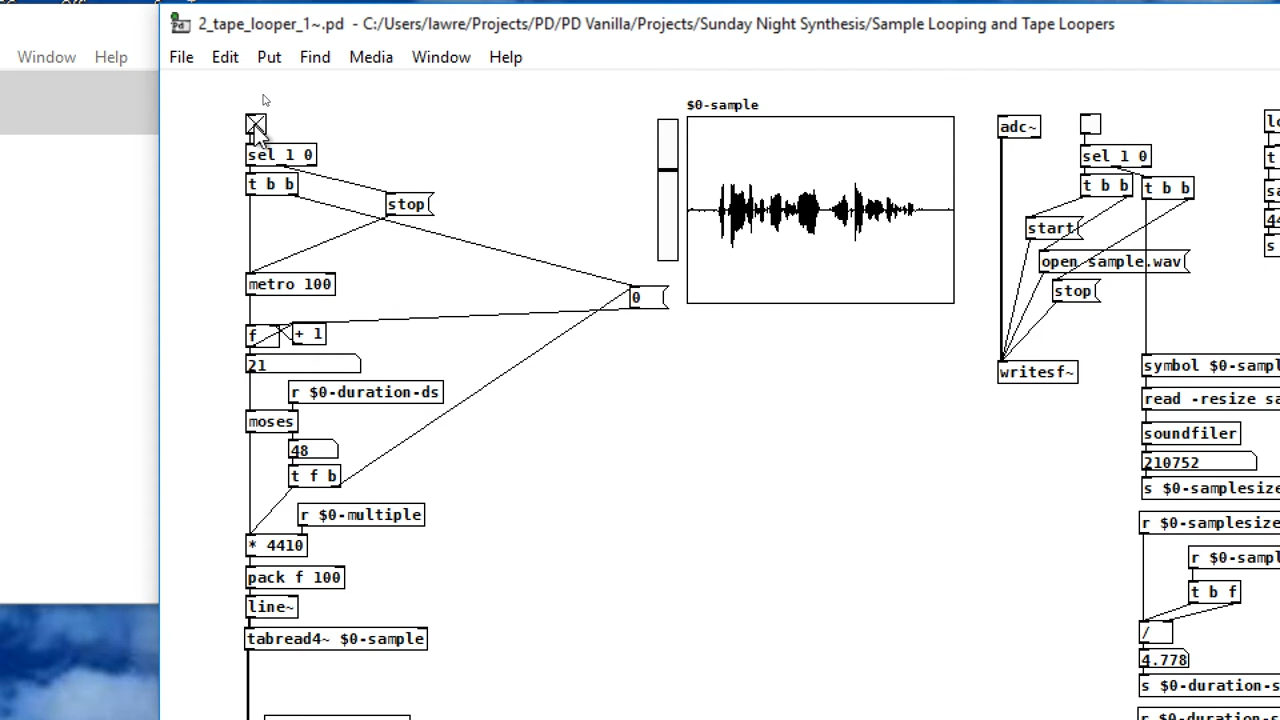 2_tape_looper_1~.pd - C:/Users/lawre/Projects/PD/PD Vanilla/Projects/Sunday Night Synthesis/Sample Looping and Tape Loopers
Window Help
File Edit Put Find Media Window Help
$0-sample
sel 1 0
t b b
stop
metro 100
0
f
+ 1
21
r $0-duration-ds
moses
48
t f b
r $0-multiple
* 4410
pack f 100
line~
tabread4~ $0-sample
adc~
sel 1 0
t b b
t b b
start
open sample.wav
stop
writesf~
symbol $0-sampl
read -resize sa
soundfiler
210752
s $0-samplesize
r $0-samplesize
r $0-sampl
t b f
/
4.778
s $0-duration-s
lo
t
sa
44
s